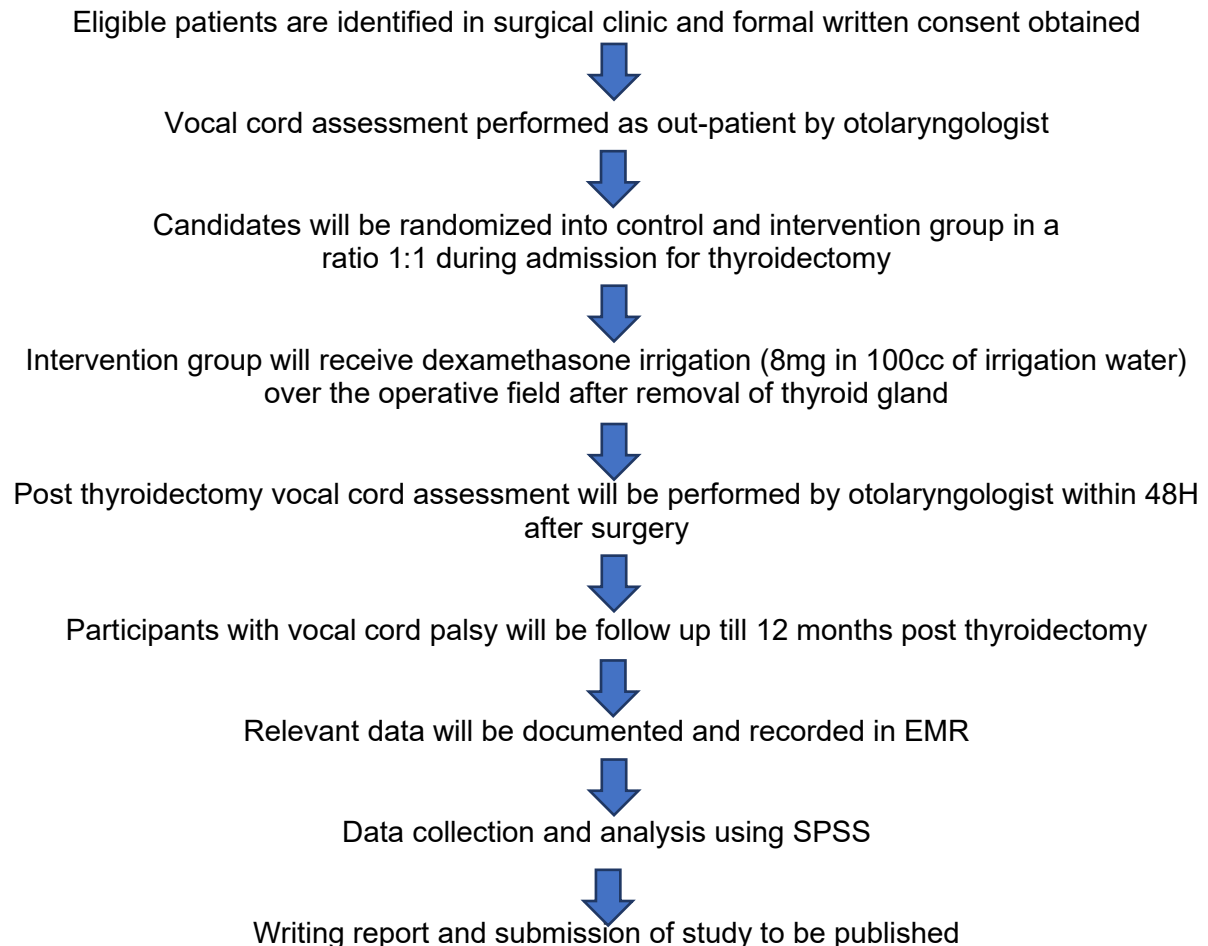 Eligible patients are identified in surgical clinic and formal written consent obtained
Vocal cord assessment performed as out-patient by otolaryngologist
Candidates will be randomized into control and intervention group in a
ratio 1:1 during admission for thyroidectomy
Intervention group will receive dexamethasone irrigation (8mg in 100cc of irrigation water)
over the operative field after removal of thyroid gland
Post thyroidectomy vocal cord assessment will be performed by otolaryngologist within 48H
after surgery
Participants with vocal cord palsy will be follow up till 12 months post thyroidectomy
Relevant data will be documented and recorded in EMR
Data collection and analysis using SPSS
Writing report and submission of study to be published